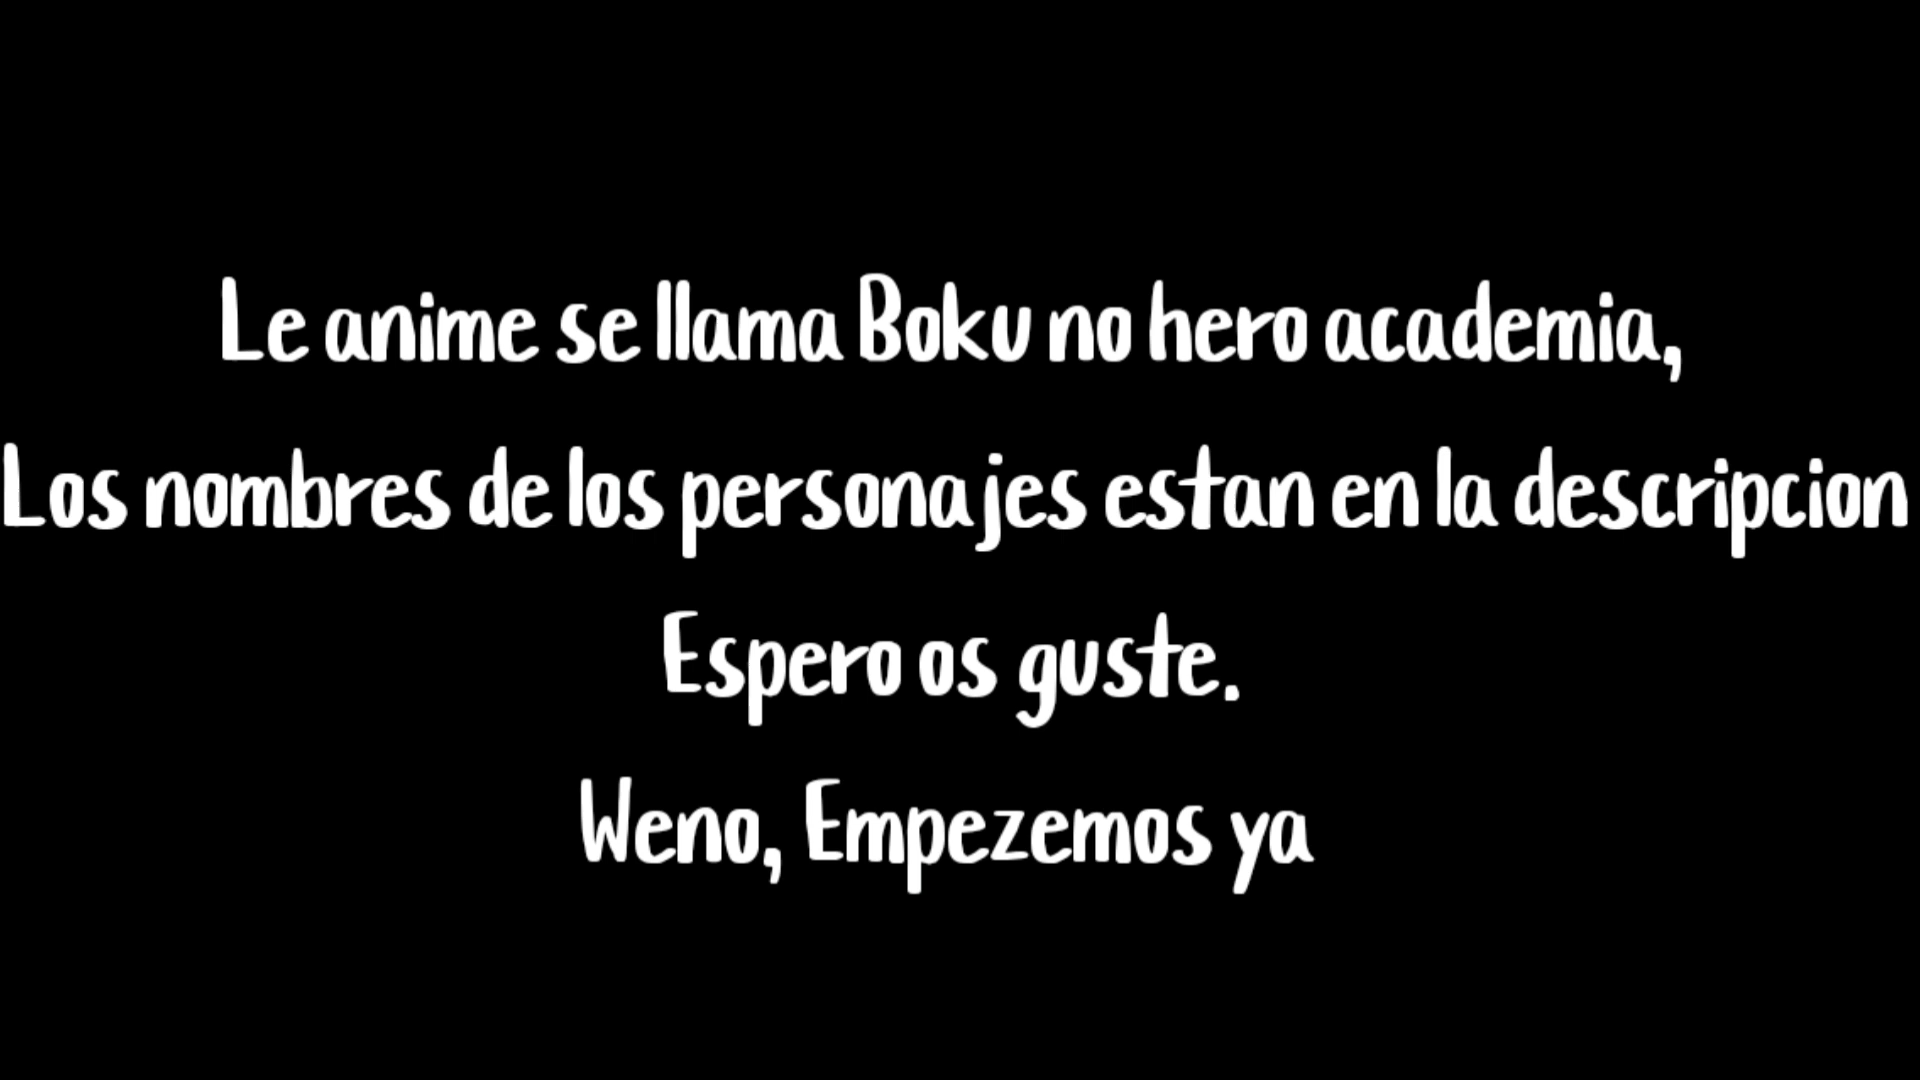 Le anime se llama Boku no hero academia,
Los nombres de los personajes estan en la descripcion
Espero os guste.
Weno, Empezemos ya